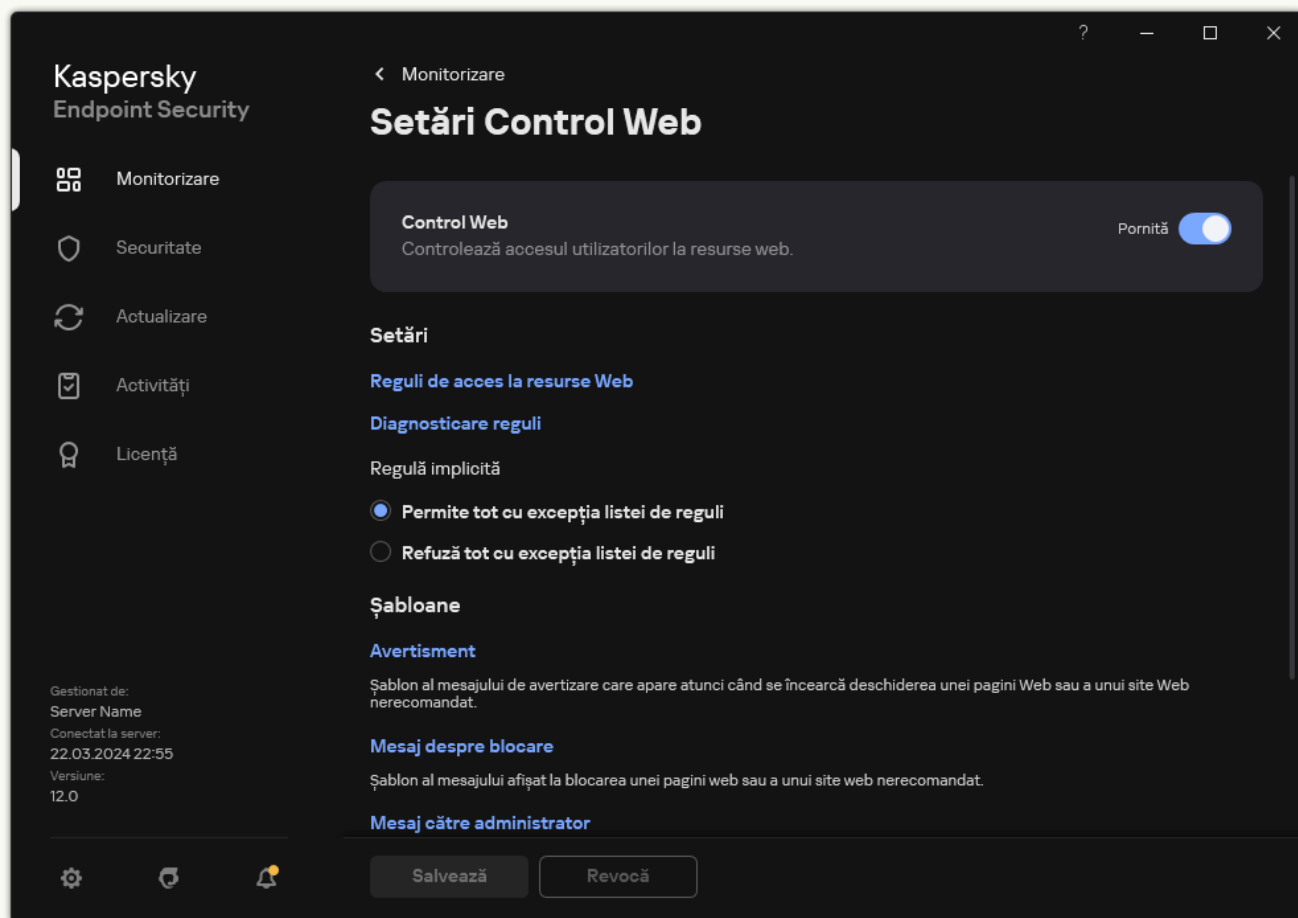 ?
Kaspersky
Endpoint Security
Monitorizare
Securitate
Actualizare
Activități
Licență
Gestionat de:
Server Name
Conectat la server:
22.03.2024 22:55
Versiune:
12.0
Monitorizare
Setări Control Web
Control Web
Controlează accesul utilizatorilor la resurse web.
Pornită
Setări
Reguli de acces la resurse Web
Diagnosticare reguli
Regulă implicită
Permite tot cu excepția listei de reguli
Refuză tot cu excepția listei de reguli
Șabloane
Avertisment
Șablon al mesajului de avertizare care apare atunci când se încearcă deschiderea unei pagini Web sau a unui site Web
nerecomandat.
Mesaj despre blocare
Șablon al mesajului afișat la blocarea unei pagini web sau a unui site web nerecomandat.
Mesaj către administrator
Salvează
Revocă